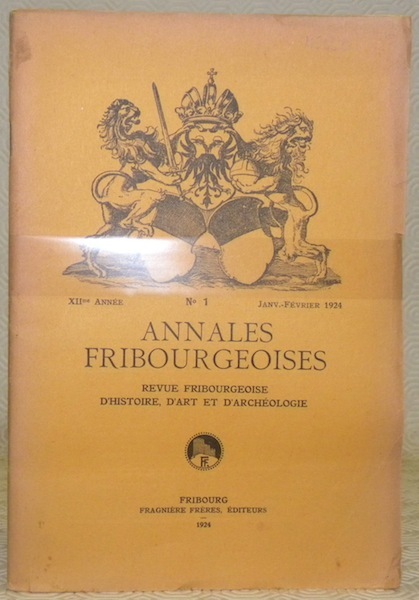 XIIme ANNÉE No 1 JANV.-FÉVRIER 1924
ANNALES
FRIBOURGEOISES
REVUE FRIBOURGEOISE
D'HISTOIRE, D'ART ET D'ARCHÉOLOGIE
FF
FRIBOURG
FRAGNIÈRE FRÈRES, ÉDITEURS
—
1924